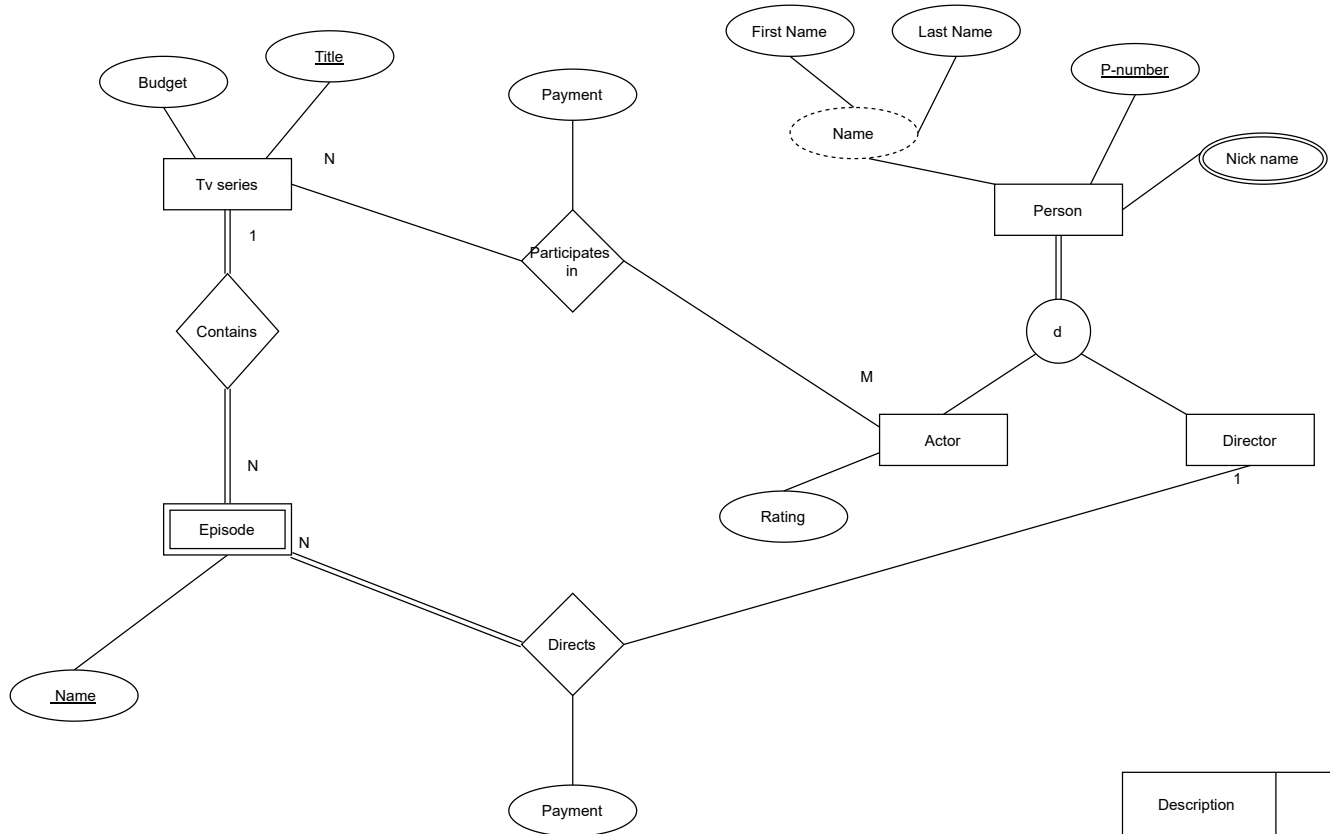 First Name
Last Name
Title
P-number
Budget
Payment
Name
N
Nick name
Tv series
Person
1
Participates
in
Contains
d
M
Actor
Director
N
1
Rating
Episode
N
Directs
Name
Payment
Description